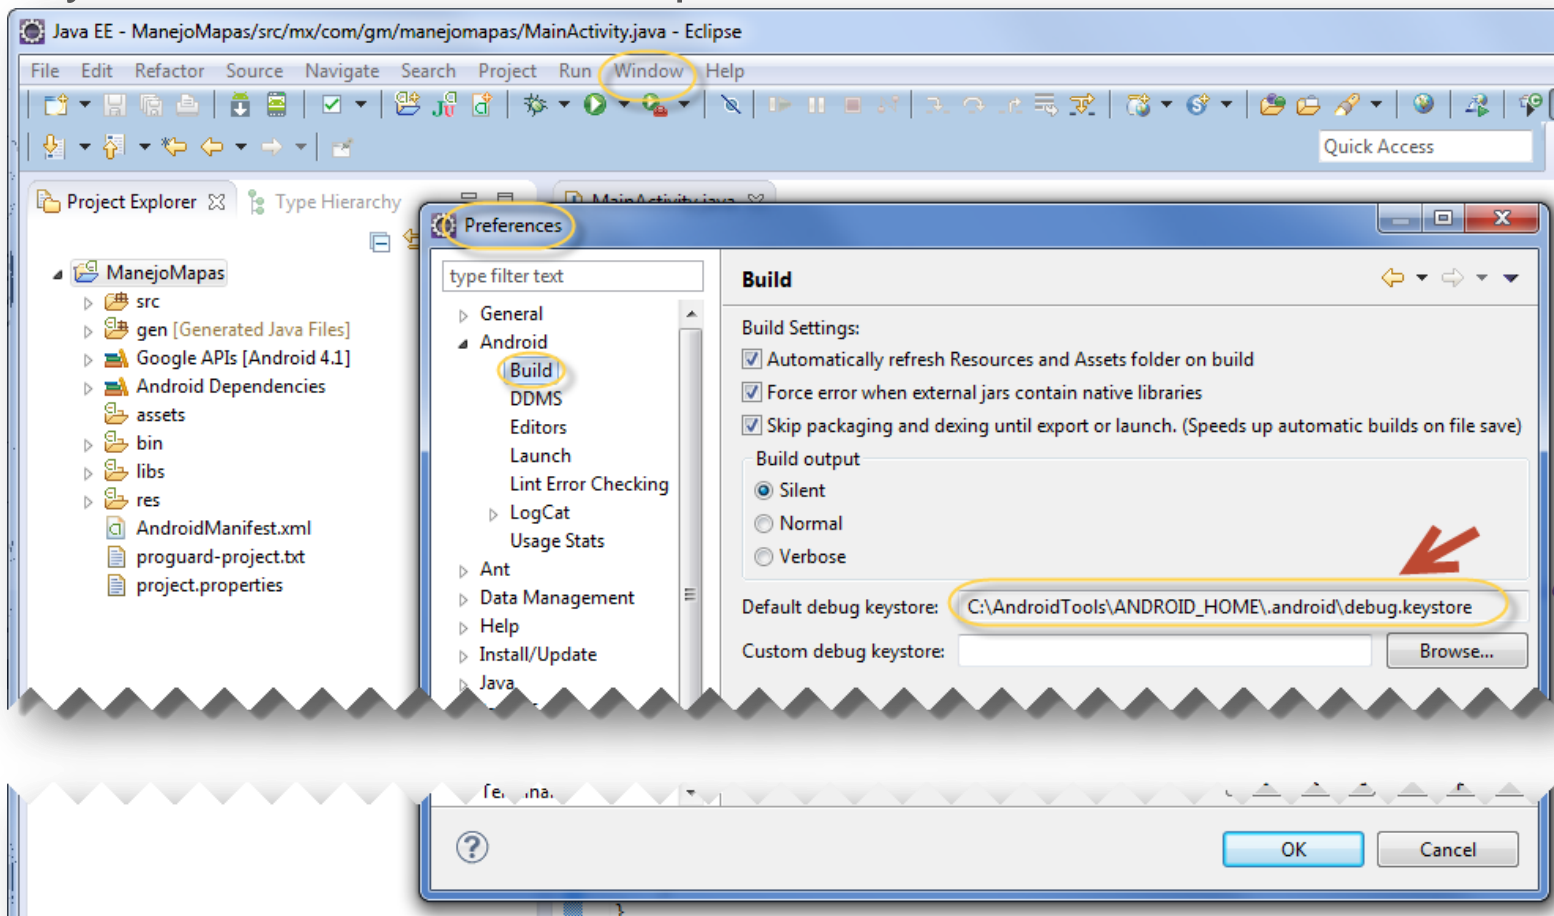 Java EE - ManejoMapas/src/mx/com/gm/manejomapas/MainActivity.java - Eclipse
File Edit Refactor Source Navigate Search Project Run Window Help
Quick Access
Project Explorer Type Hierarchy
MainActivity.java
ManejoMapas
src
gen [Generated Java Files]
Google APIs [Android 4.1]
Android Dependencies
assets
bin
libs
res
AndroidManifest.xml
proguard-project.txt
project.properties
Preferences
type filter text
General
Android
Build
DDMS
Editors
Launch
Lint Error Checking
LogCat
Usage Stats
Ant
Data Management
Help
Install/Update
Java
Build
Build Settings:
Automatically refresh Resources and Assets folder on build
Force error when external jars contain native libraries
Skip packaging and dexing until export or launch. (Speeds up automatic builds on file save)
Build output
Silent
Normal
Verbose
Default debug keystore: C:\AndroidTools\ANDROID_HOME\.android\debug.keystore
Custom debug keystore: Browse...
OK Cancel
}